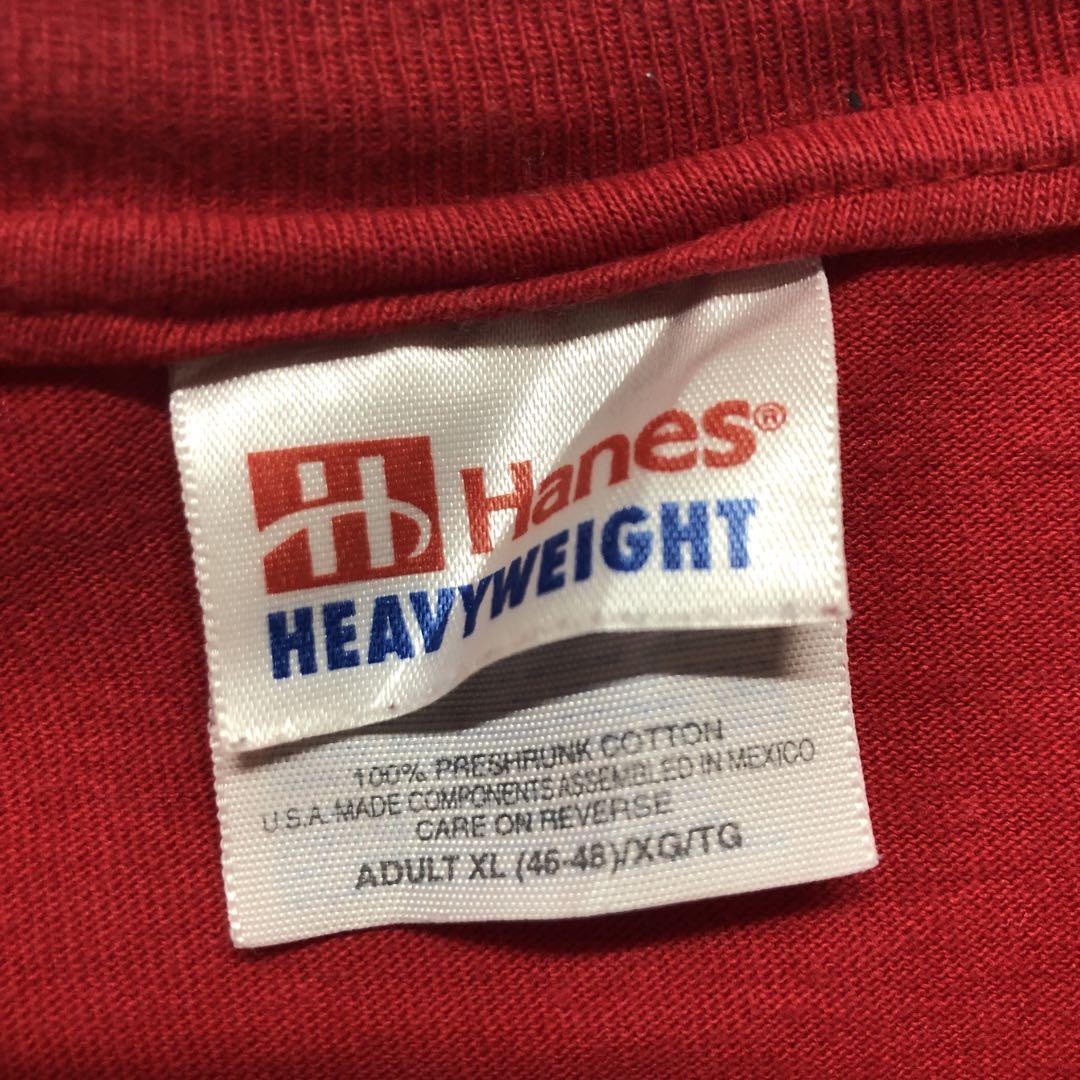 H Hanes®
HEAVYWEIGHT
100% PRESHRUNK COTTON
U.S.A. MADE COMPONENTS ASSEMBLED IN MEXICO
CARE ON REVERSE
ADULT XL (46-48)/XG/TG